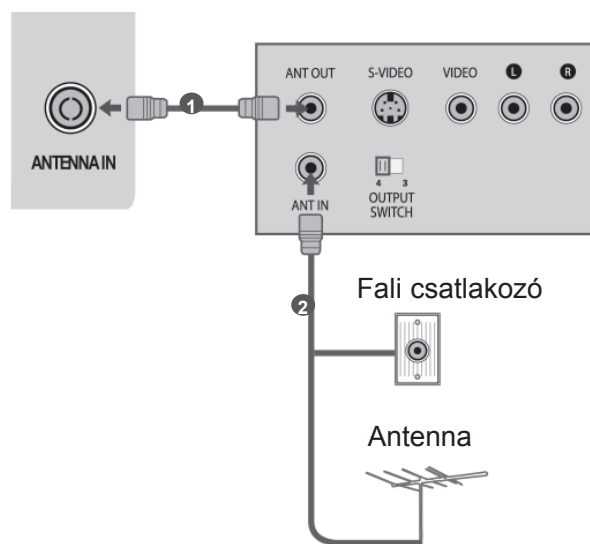 ANT OUT
S-VIDEO
VIDEO
L
R
1
ANTENNA IN
ANT IN
4 3
OUTPUT
SWITCH
2
Fali csatlakozó
Antenna